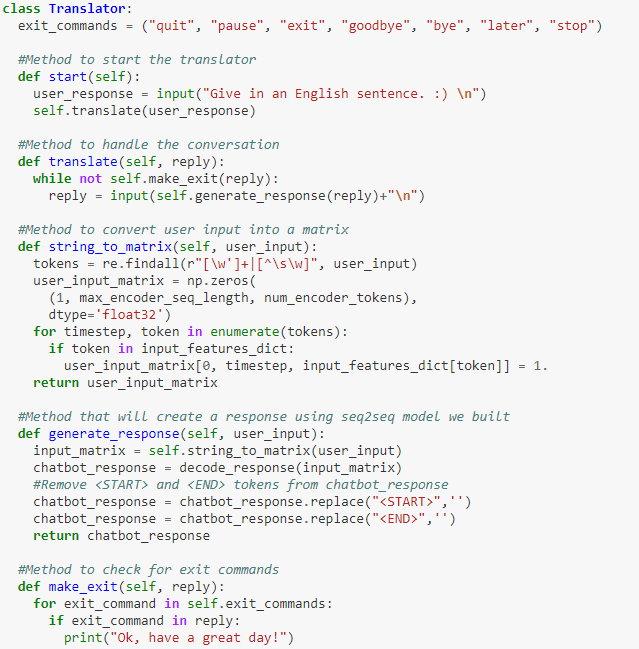 class Translator:
  exit_commands = ("quit", "pause", "exit", "goodbye", "bye", "later", "stop")

  #Method to start the translator
  def start(self):
    user_response = input("Give in an English sentence. :) \n")
    self.translate(user_response)

  #Method to handle the conversation
  def translate(self, reply):
    while not self.make_exit(reply):
      reply = input(self.generate_response(reply)+"\n")

  #Method to convert user input into a matrix
  def string_to_matrix(self, user_input):
    tokens = re.findall(r"[\w']+|[^\s\w]", user_input)
    user_input_matrix = np.zeros(
      (1, max_encoder_seq_length, num_encoder_tokens),
      dtype='float32')
    for timestep, token in enumerate(tokens):
      if token in input_features_dict:
        user_input_matrix[0, timestep, input_features_dict[token]] = 1.
    return user_input_matrix

  #Method that will create a response using seq2seq model we built
  def generate_response(self, user_input):
    input_matrix = self.string_to_matrix(user_input)
    chatbot_response = decode_response(input_matrix)
    #Remove <START> and <END> tokens from chatbot_response
    chatbot_response = chatbot_response.replace("<START>",'')
    chatbot_response = chatbot_response.replace("<END>",'')
    return chatbot_response

  #Method to check for exit commands
  def make_exit(self, reply):
    for exit_command in self.exit_commands:
      if exit_command in reply:
        print("Ok, have a great day!")